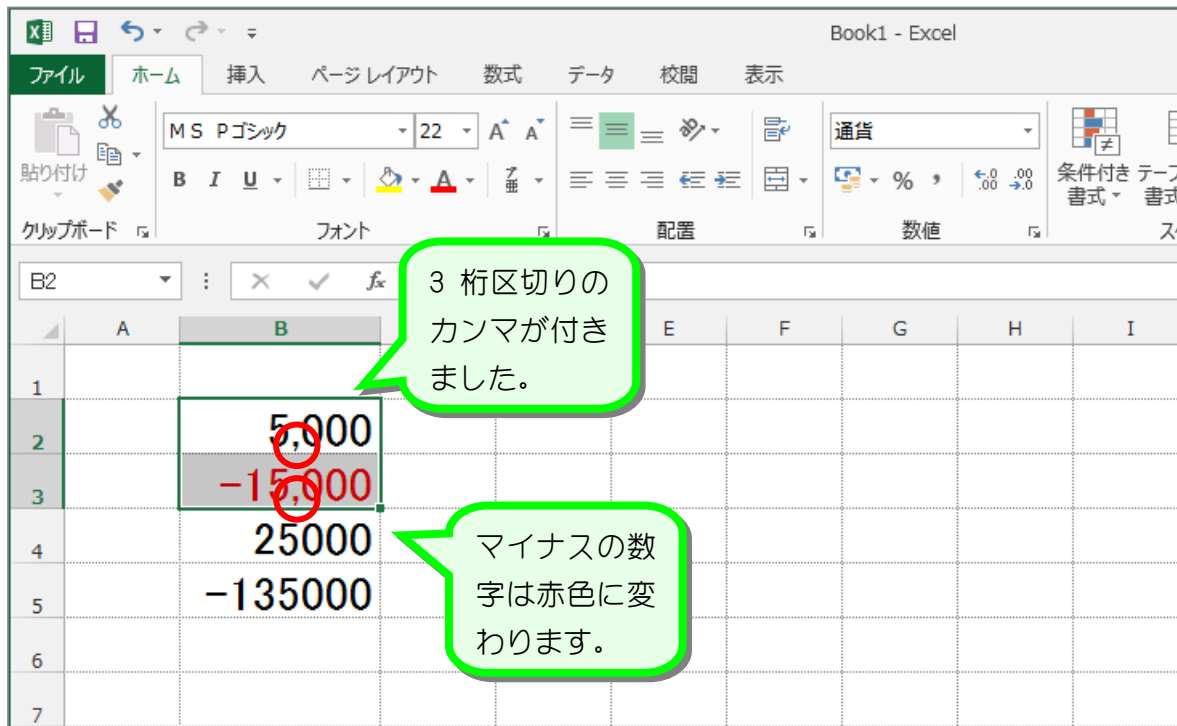 Book1 - Excel
ファイル ホーム 挿入 ページ レイアウト 数式 データ 校閲 表示
ＭＳ Ｐゴシック 22 A A 通貨
貼り付け B I U A 亜 % , 条件付き
書式
クリップボード フォント 配置 数値
B2 fx
3 桁区切りの
カンマが付き
ました。
A B E F G H I
1
2 5,000
3 -15,000
4 25000
5 -135000
6
7
マイナスの数
字は赤色に変
わります。